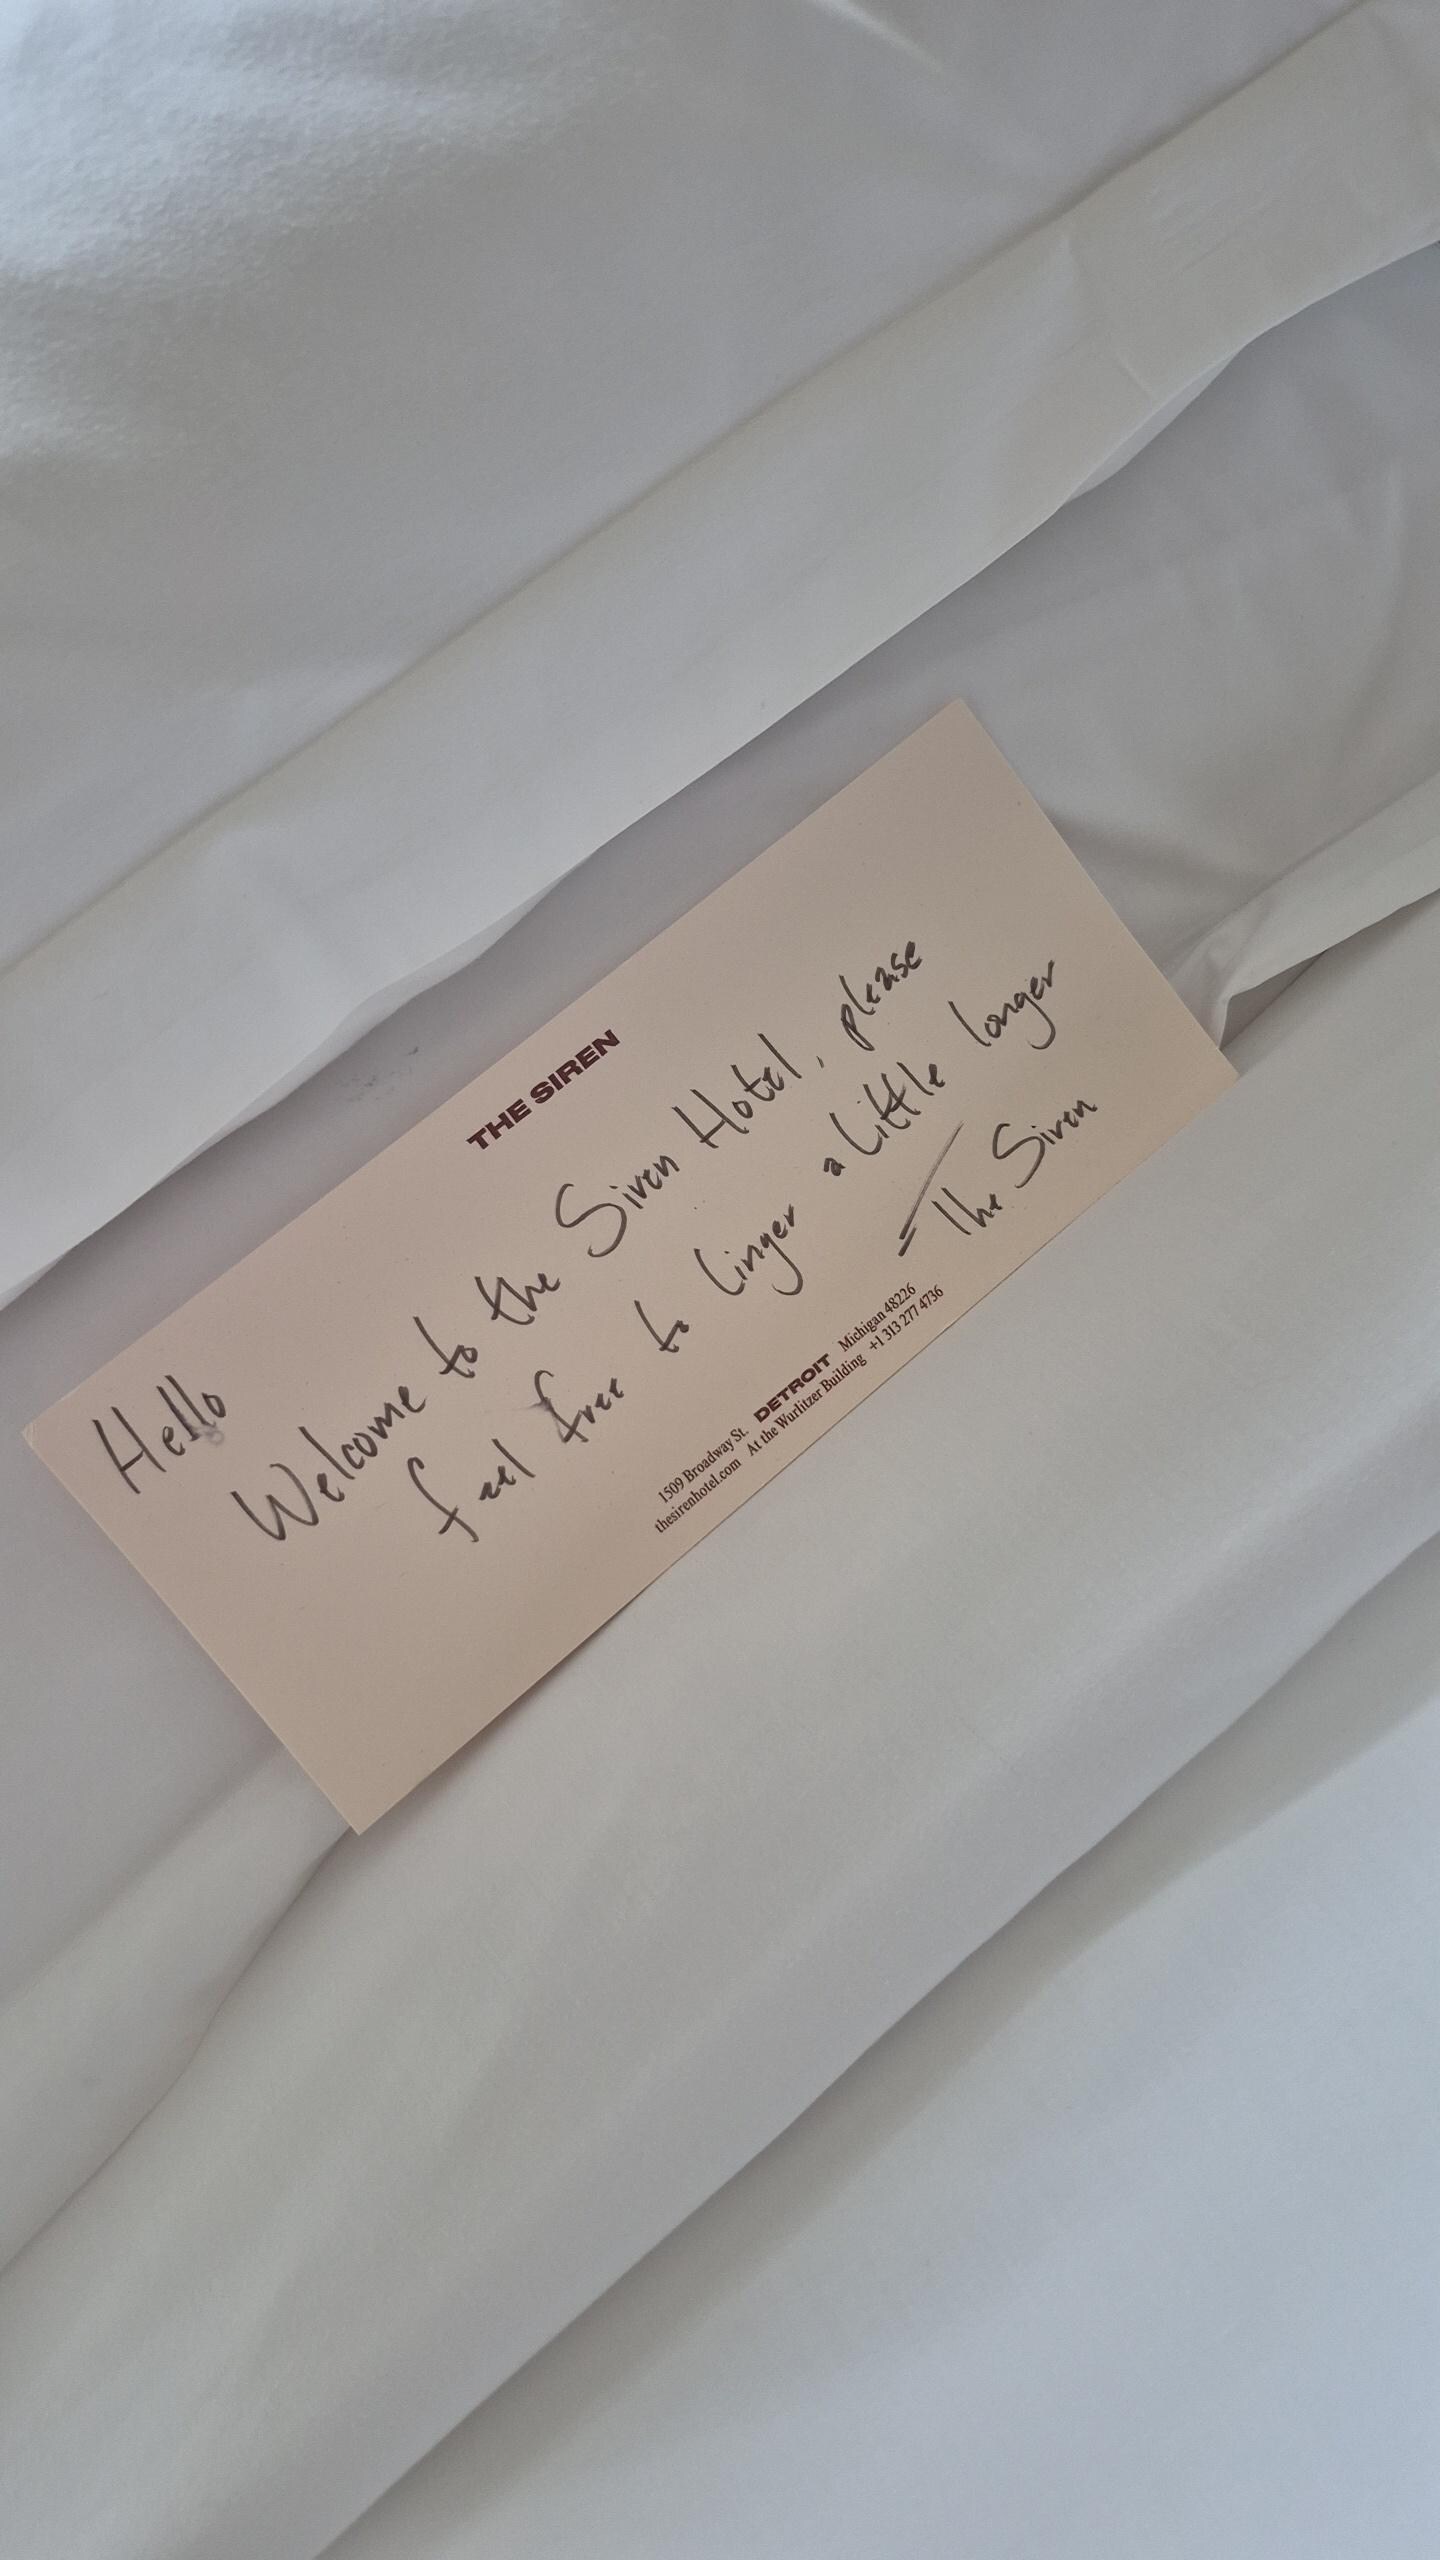 THE SIREN
Hello
Welcome to the Siren Hotel, please
feel free to linger a little longer
- The Siren
1509 Broadway St. DETROIT Michigan 48226
thesirenhotel.com At the Wurlitzer Building +1 313 277 4736